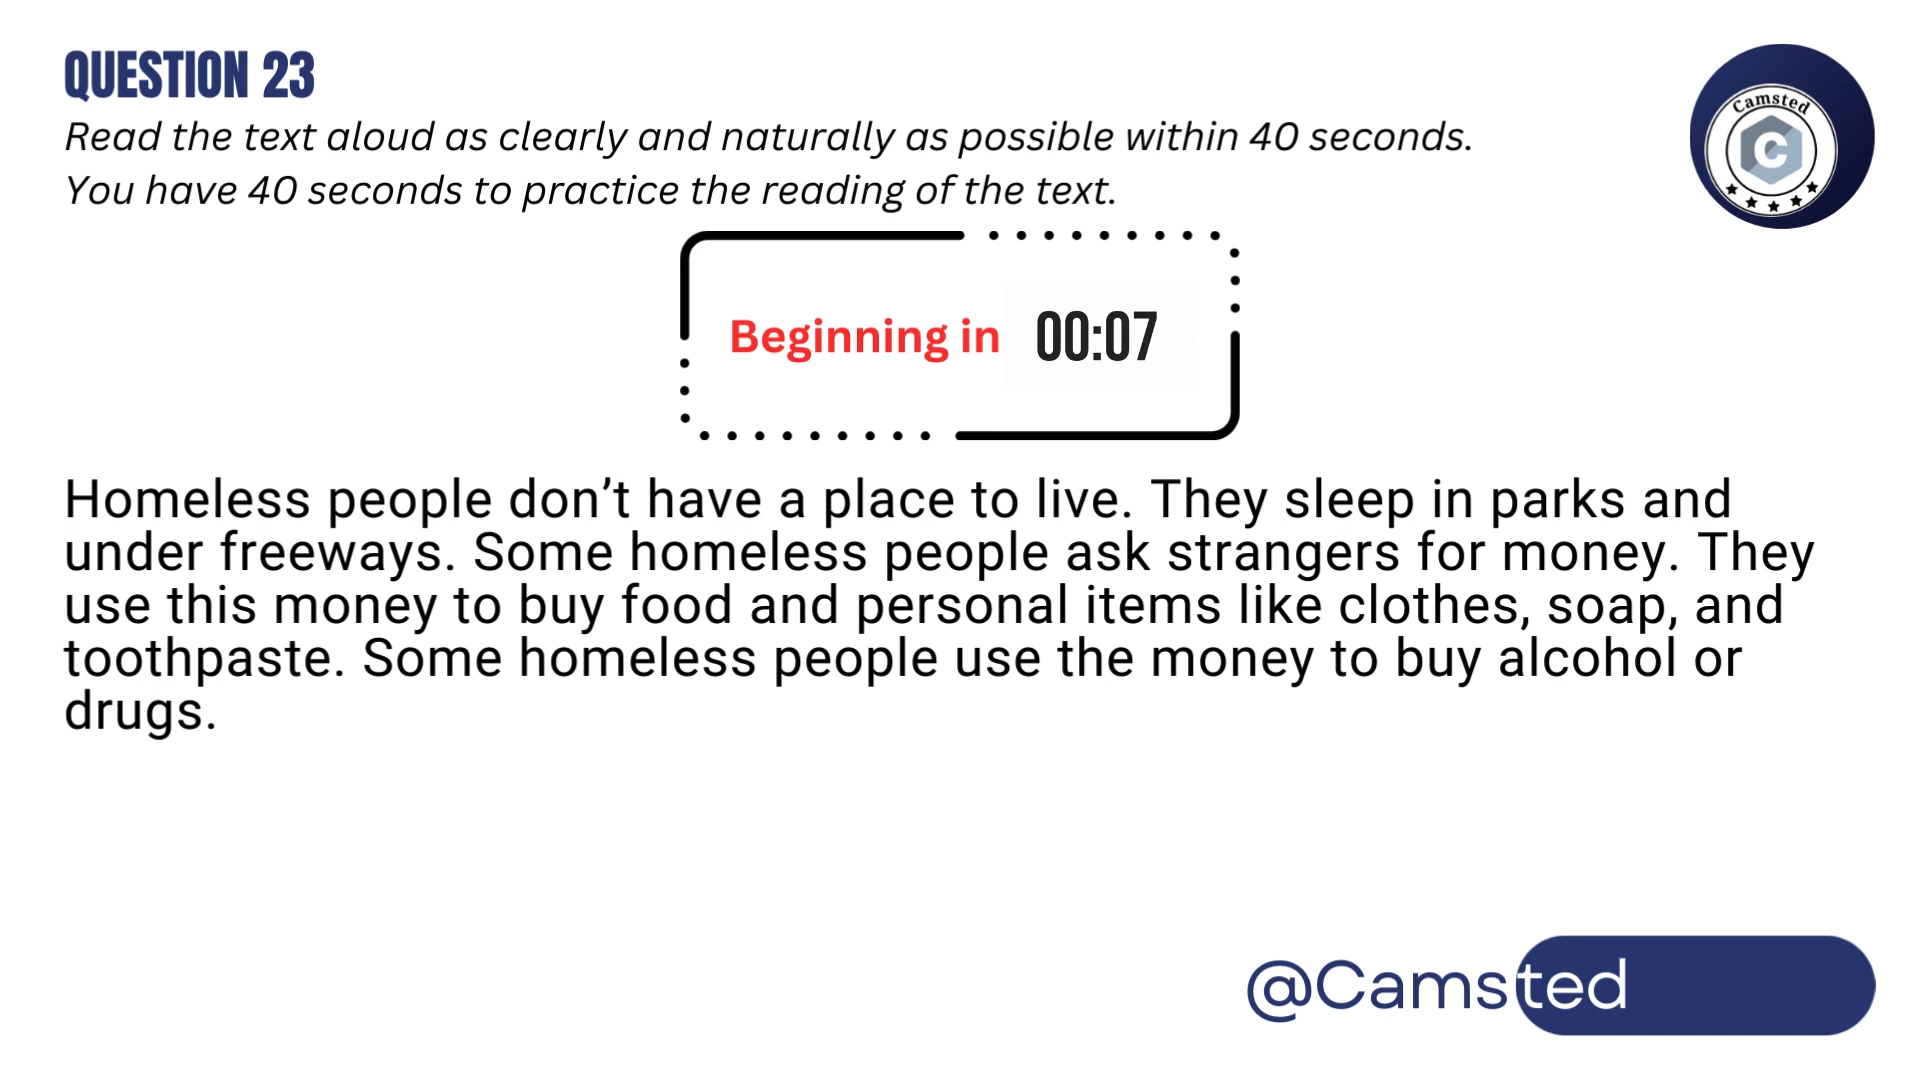 QUESTION 23
Read the text aloud as clearly and naturally as possible within 40 seconds.
You have 40 seconds to practice the reading of the text.
Camsted
C
Beginning in 00:07
Homeless people don’t have a place to live. They sleep in parks and
under freeways. Some homeless people ask strangers for money. They
use this money to buy food and personal items like clothes, soap, and
toothpaste. Some homeless people use the money to buy alcohol or
drugs.
@Camsted